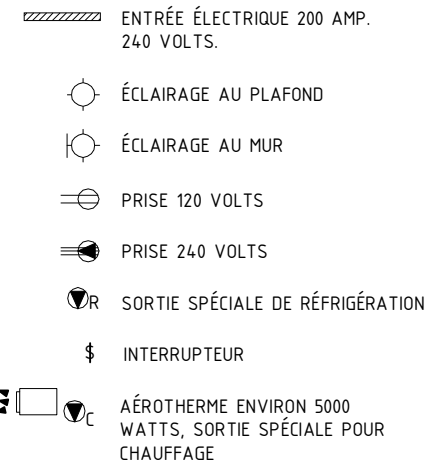 ENTRÉE ÉLECTRIQUE 200 AMP.
240 VOLTS.
ÉCLAIRAGE AU PLAFOND
ÉCLAIRAGE AU MUR
PRISE 120 VOLTS
PRISE 240 VOLTS
R SORTIE SPÉCIALE DE RÉFRIGÉRATION
$ INTERRUPTEUR
C AÉROTHERME ENVIRON 5000
WATTS, SORTIE SPÉCIALE POUR
CHAUFFAGE